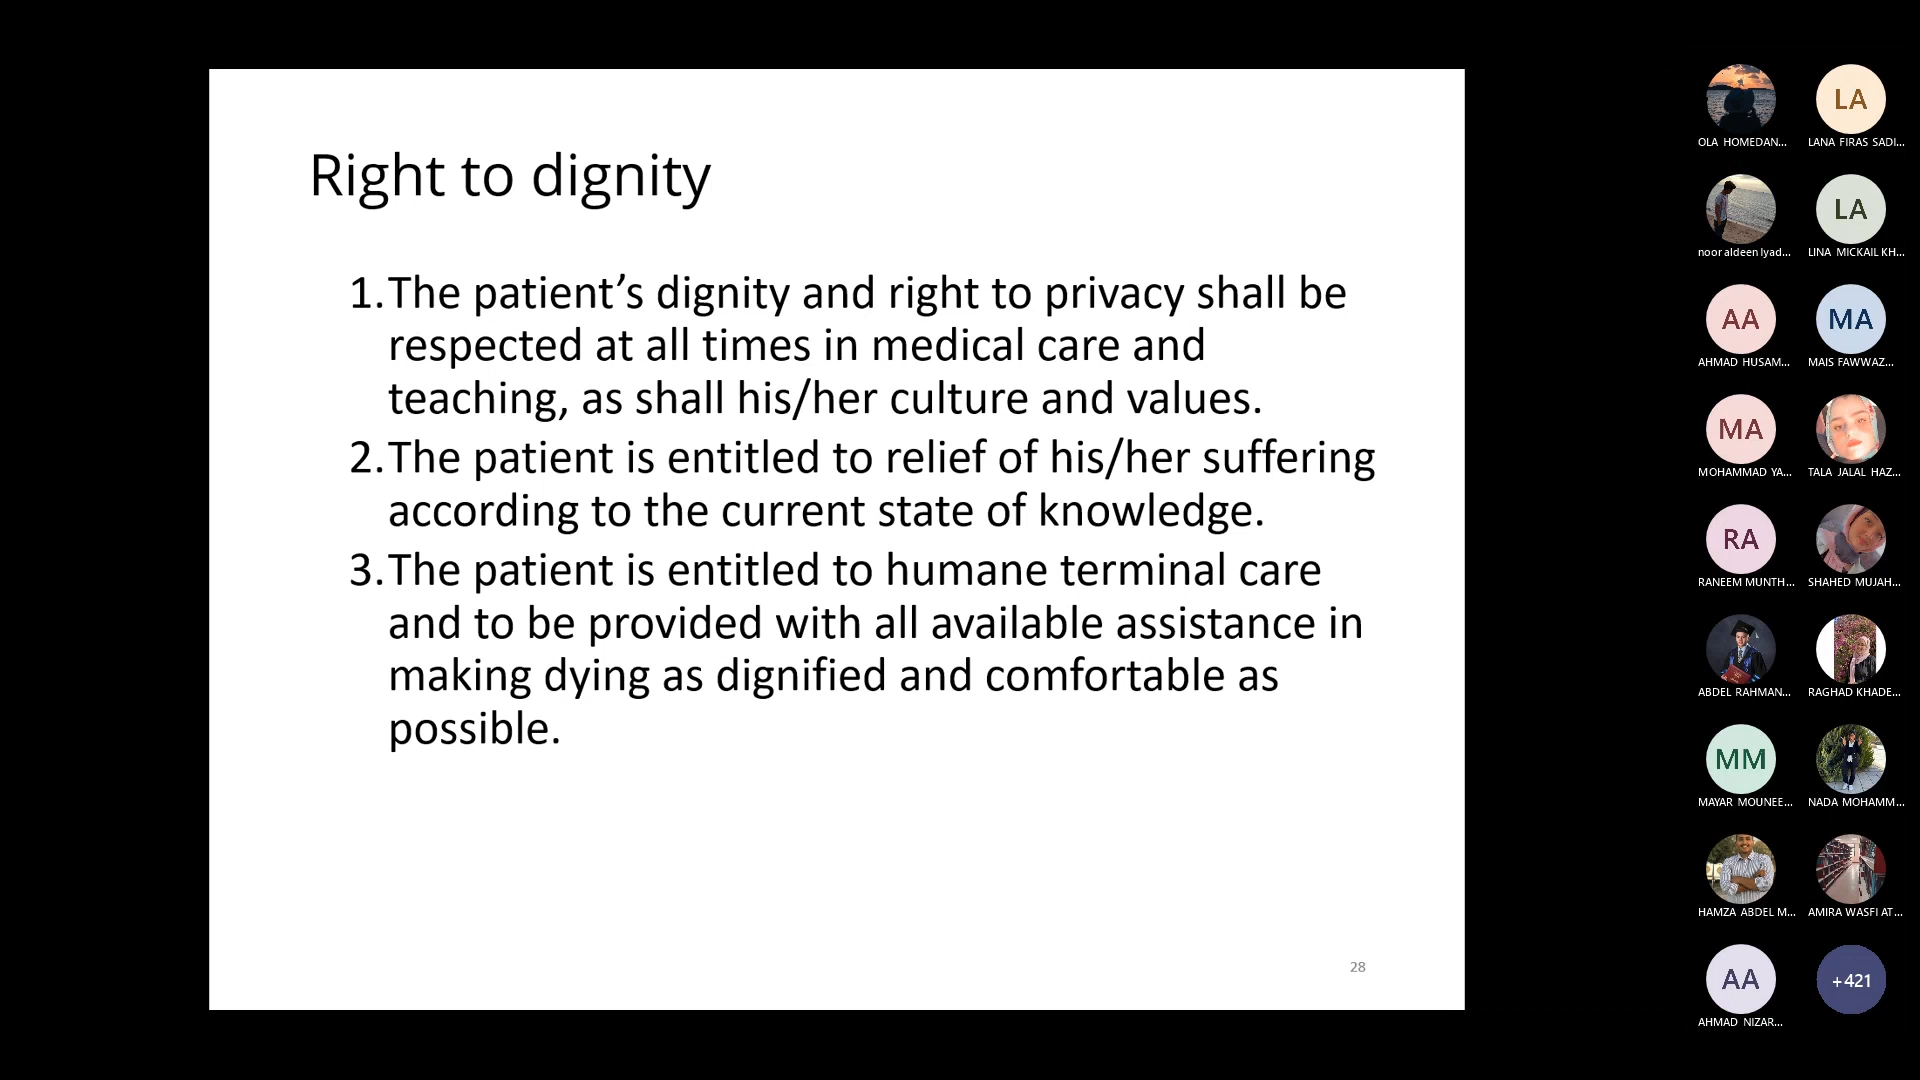 Right to dignity
1. The patient’s dignity and right to privacy shall be
respected at all times in medical care and
teaching, as shall his/her culture and values.
2. The patient is entitled to relief of his/her suffering
according to the current state of knowledge.
3. The patient is entitled to humane terminal care
and to be provided with all available assistance in
making dying as dignified and comfortable as
possible.
28
OLA HOMEDAN...
LA
LANA FIRAS SADI...
noor aldeen Iyad...
LA
LINA MICKAIL KH...
AA
AHMAD HUSAM...
MA
MAIS FAWWAZ...
MA
MOHAMMAD YA...
TALA JALAL HAZ...
RA
RANEEM MUNTH...
SHAHED MUJAH...
ABDEL RAHMAN...
RAGHAD KHADE...
MM
MAYAR MOUNEE...
NADA MOHAMM...
HAMZA ABDEL M...
AMIRA WASFI AT...
AA
AHMAD NIZAR...
+421